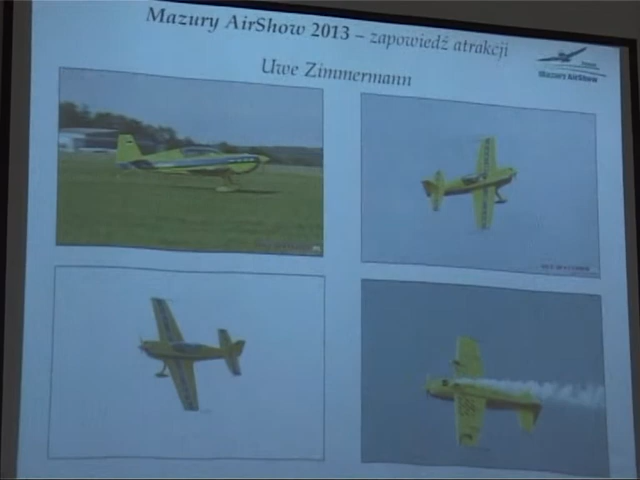 Mazury AirShow 2013 – zapowiedź atrakcji
Mazury AirShow
Uwe Zimmermann